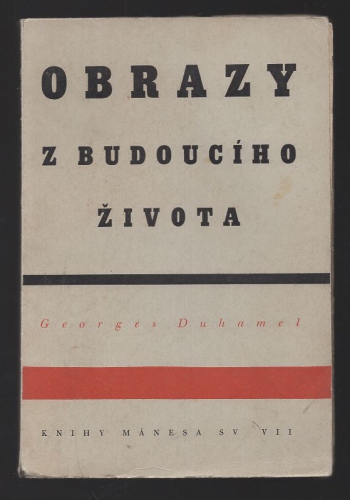 OBRAZY
Z BUDOUCÍHO
ŽIVOTA
Georges Duhamel
KNIHY MÁNESA SV VII